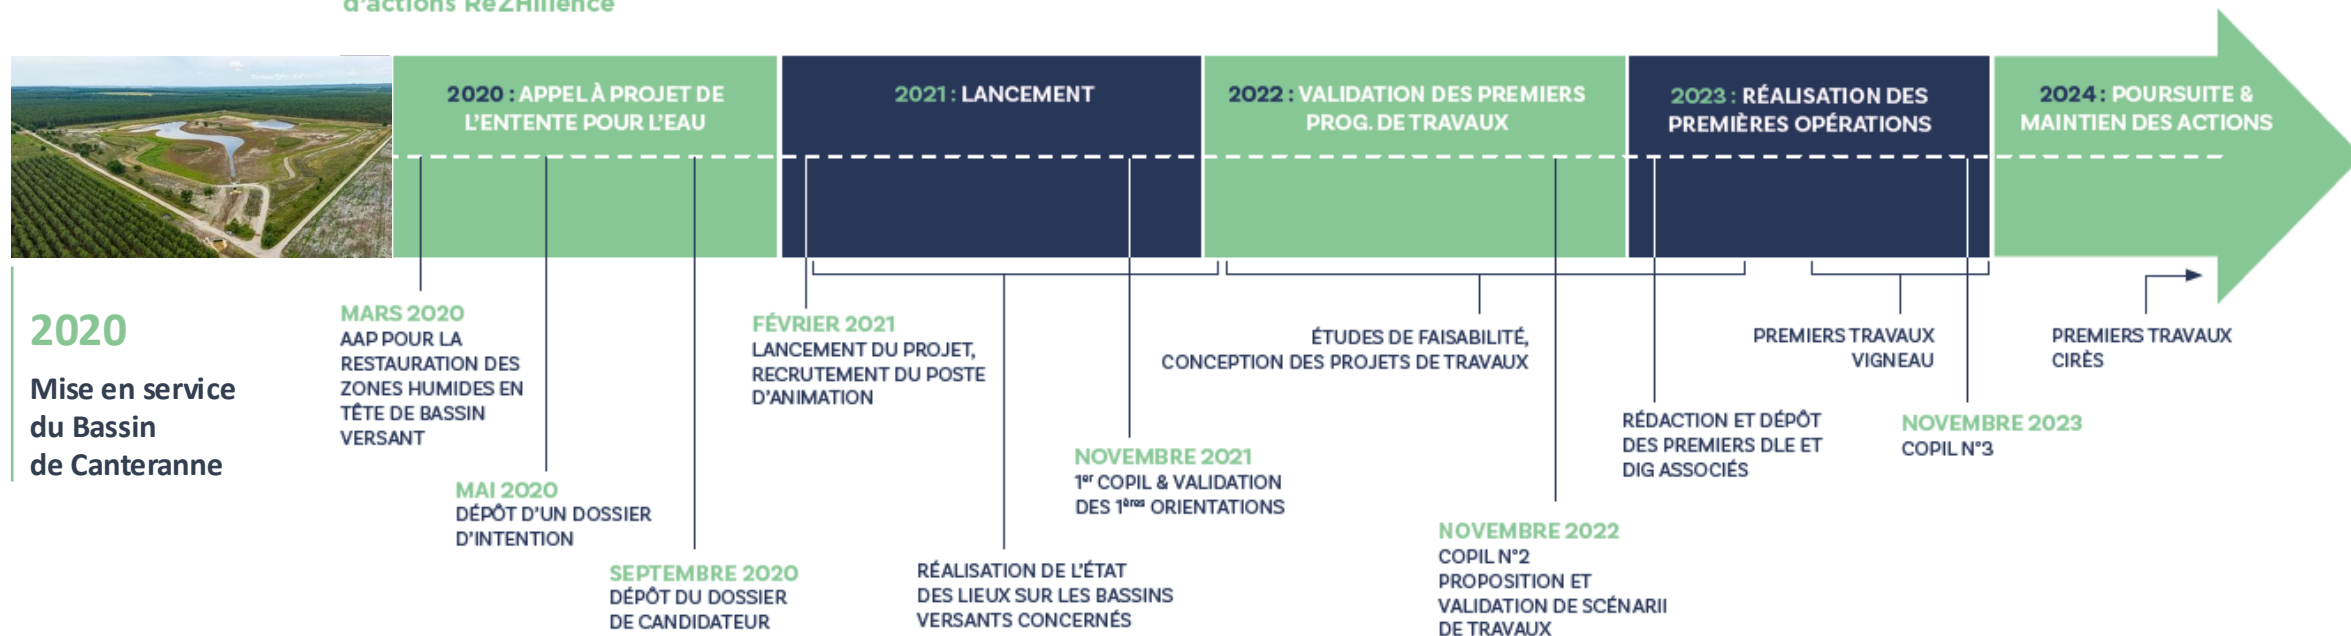 d'actions ReZHilience
2020 : APPEL À PROJET DE
L'ENTENTE POUR L'EAU
2021 : LANCEMENT
2022 : VALIDATION DES PREMIERS
PROG. DE TRAVAUX
2023 : RÉALISATION DES
PREMIÈRES OPÉRATIONS
2024 : POURSUITE &
MAINTIEN DES ACTIONS
2020
Mise en service
du Bassin
de Canteranne
MARS 2020
AAP POUR LA
RESTAURATION DES
ZONES HUMIDES EN
TÊTE DE BASSIN
VERSANT
MAI 2020
DÉPÔT D'UN DOSSIER
D'INTENTION
SEPTEMBRE 2020
DÉPÔT DU DOSSIER
DE CANDIDATEUR
FÉVRIER 2021
LANCEMENT DU PROJET,
RECRUTEMENT DU POSTE
D'ANIMATION
RÉALISATION DE L'ÉTAT
DES LIEUX SUR LES BASSINS
VERSANTS CONCERNÉS
NOVEMBRE 2021
1er COPIL & VALIDATION
DES 1ères ORIENTATIONS
ÉTUDES DE FAISABILITÉ,
CONCEPTION DES PROJETS DE TRAVAUX
NOVEMBRE 2022
COPIL N°2
PROPOSITION ET
VALIDATION DE SCÉNARII
DE TRAVAUX
RÉDACTION ET DÉPÔT
DES PREMIERS DLE ET
DIG ASSOCIÉS
PREMIERS TRAVAUX
VIGNEAU
NOVEMBRE 2023
COPIL N°3
PREMIERS TRAVAUX
CIRÈS